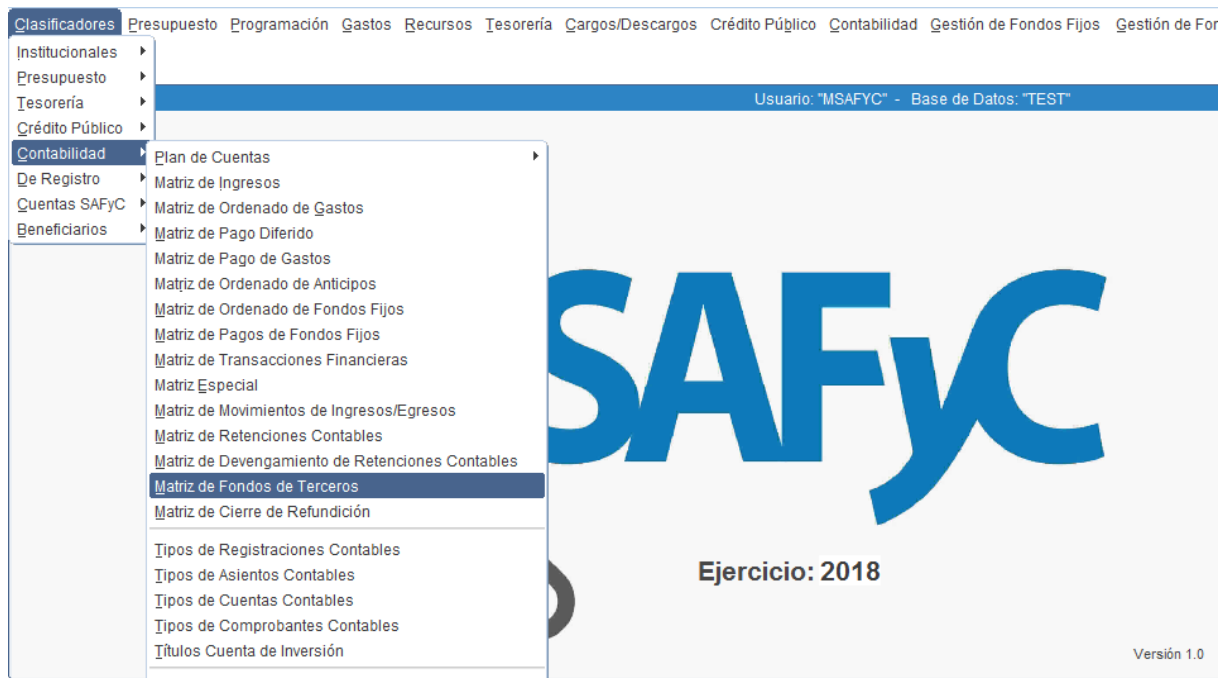 Clasificadores Presupuesto Programación Gastos Recursos Tesorería Cargos/Descargos Crédito Público Contabilidad Gestión de Fondos Fijos Gestión de For
Institucionales
Presupuesto
Tesorería
Crédito Público
Contabilidad
De Registro
Cuentas SAFyC
Beneficiarios
Usuario: "MSAFYC" - Base de Datos: "TEST"
Plan de Cuentas
Matriz de Ingresos
Matriz de Ordenado de Gastos
Matriz de Pago Diferido
Matriz de Pago de Gastos
Matriz de Ordenado de Anticipos
Matriz de Ordenado de Fondos Fijos
Matriz de Pagos de Fondos Fijos
Matriz de Transacciones Financieras
Matriz Especial
Matriz de Movimientos de Ingresos/Egresos
Matriz de Retenciones Contables
Matriz de Devengamiento de Retenciones Contables
Matriz de Fondos de Terceros
Matriz de Cierre de Refundición
Tipos de Registraciones Contables
Tipos de Asientos Contables
Tipos de Cuentas Contables
Tipos de Comprobantes Contables
Títulos Cuenta de Inversión
SAFyC
Ejercicio: 2018
Versión 1.0